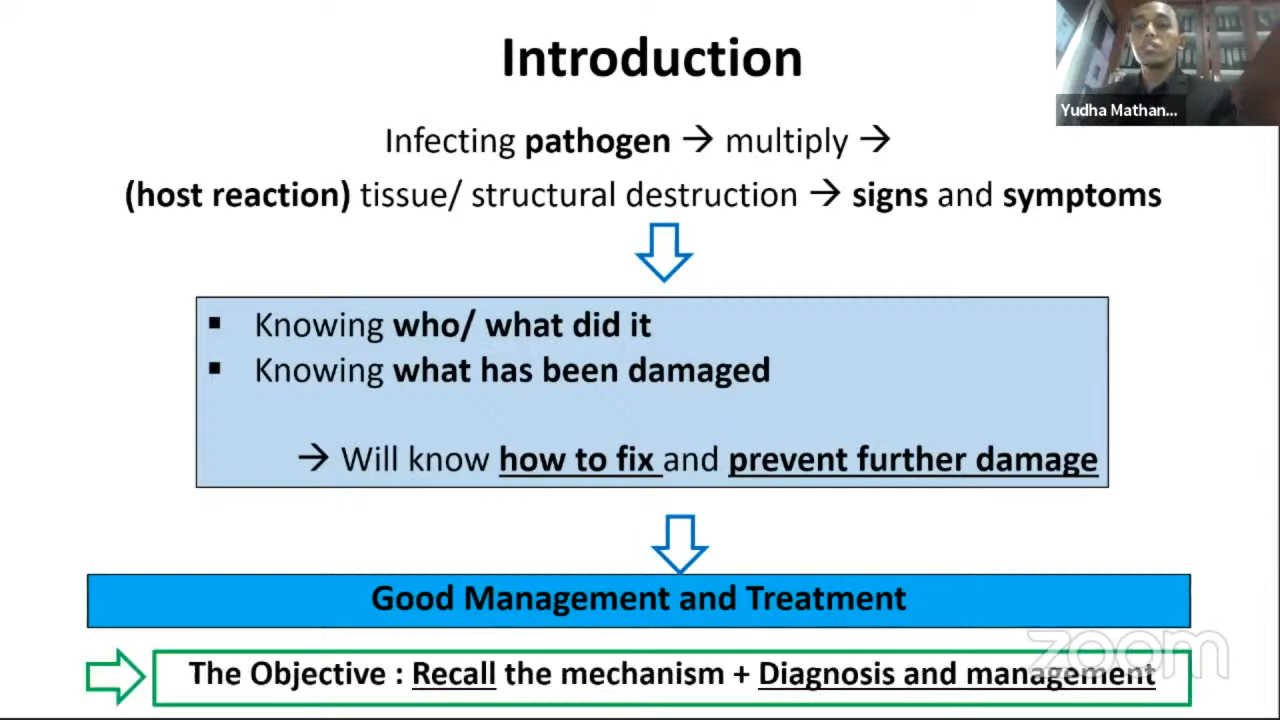 Introduction
Yudha Mathan...
Infecting pathogen → multiply →
(host reaction) tissue/ structural destruction → signs and symptoms
▪ Knowing who/ what did it
▪ Knowing what has been damaged
→ Will know how to fix and prevent further damage
Good Management and Treatment
zoom
The Objective : Recall the mechanism + Diagnosis and management